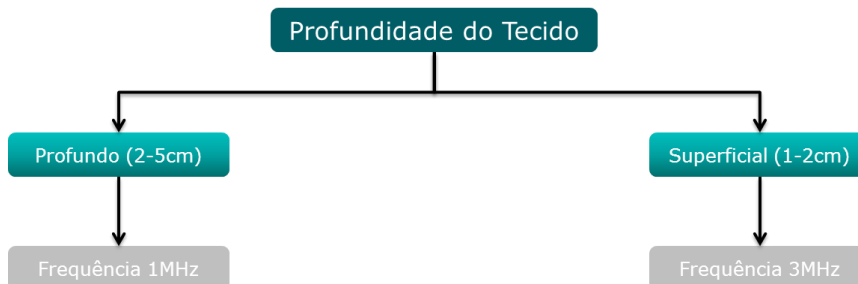 Profundidade do Tecido
Profundo (2-5cm)
Superficial (1-2cm)
Frequência 1MHz
Frequência 3MHz